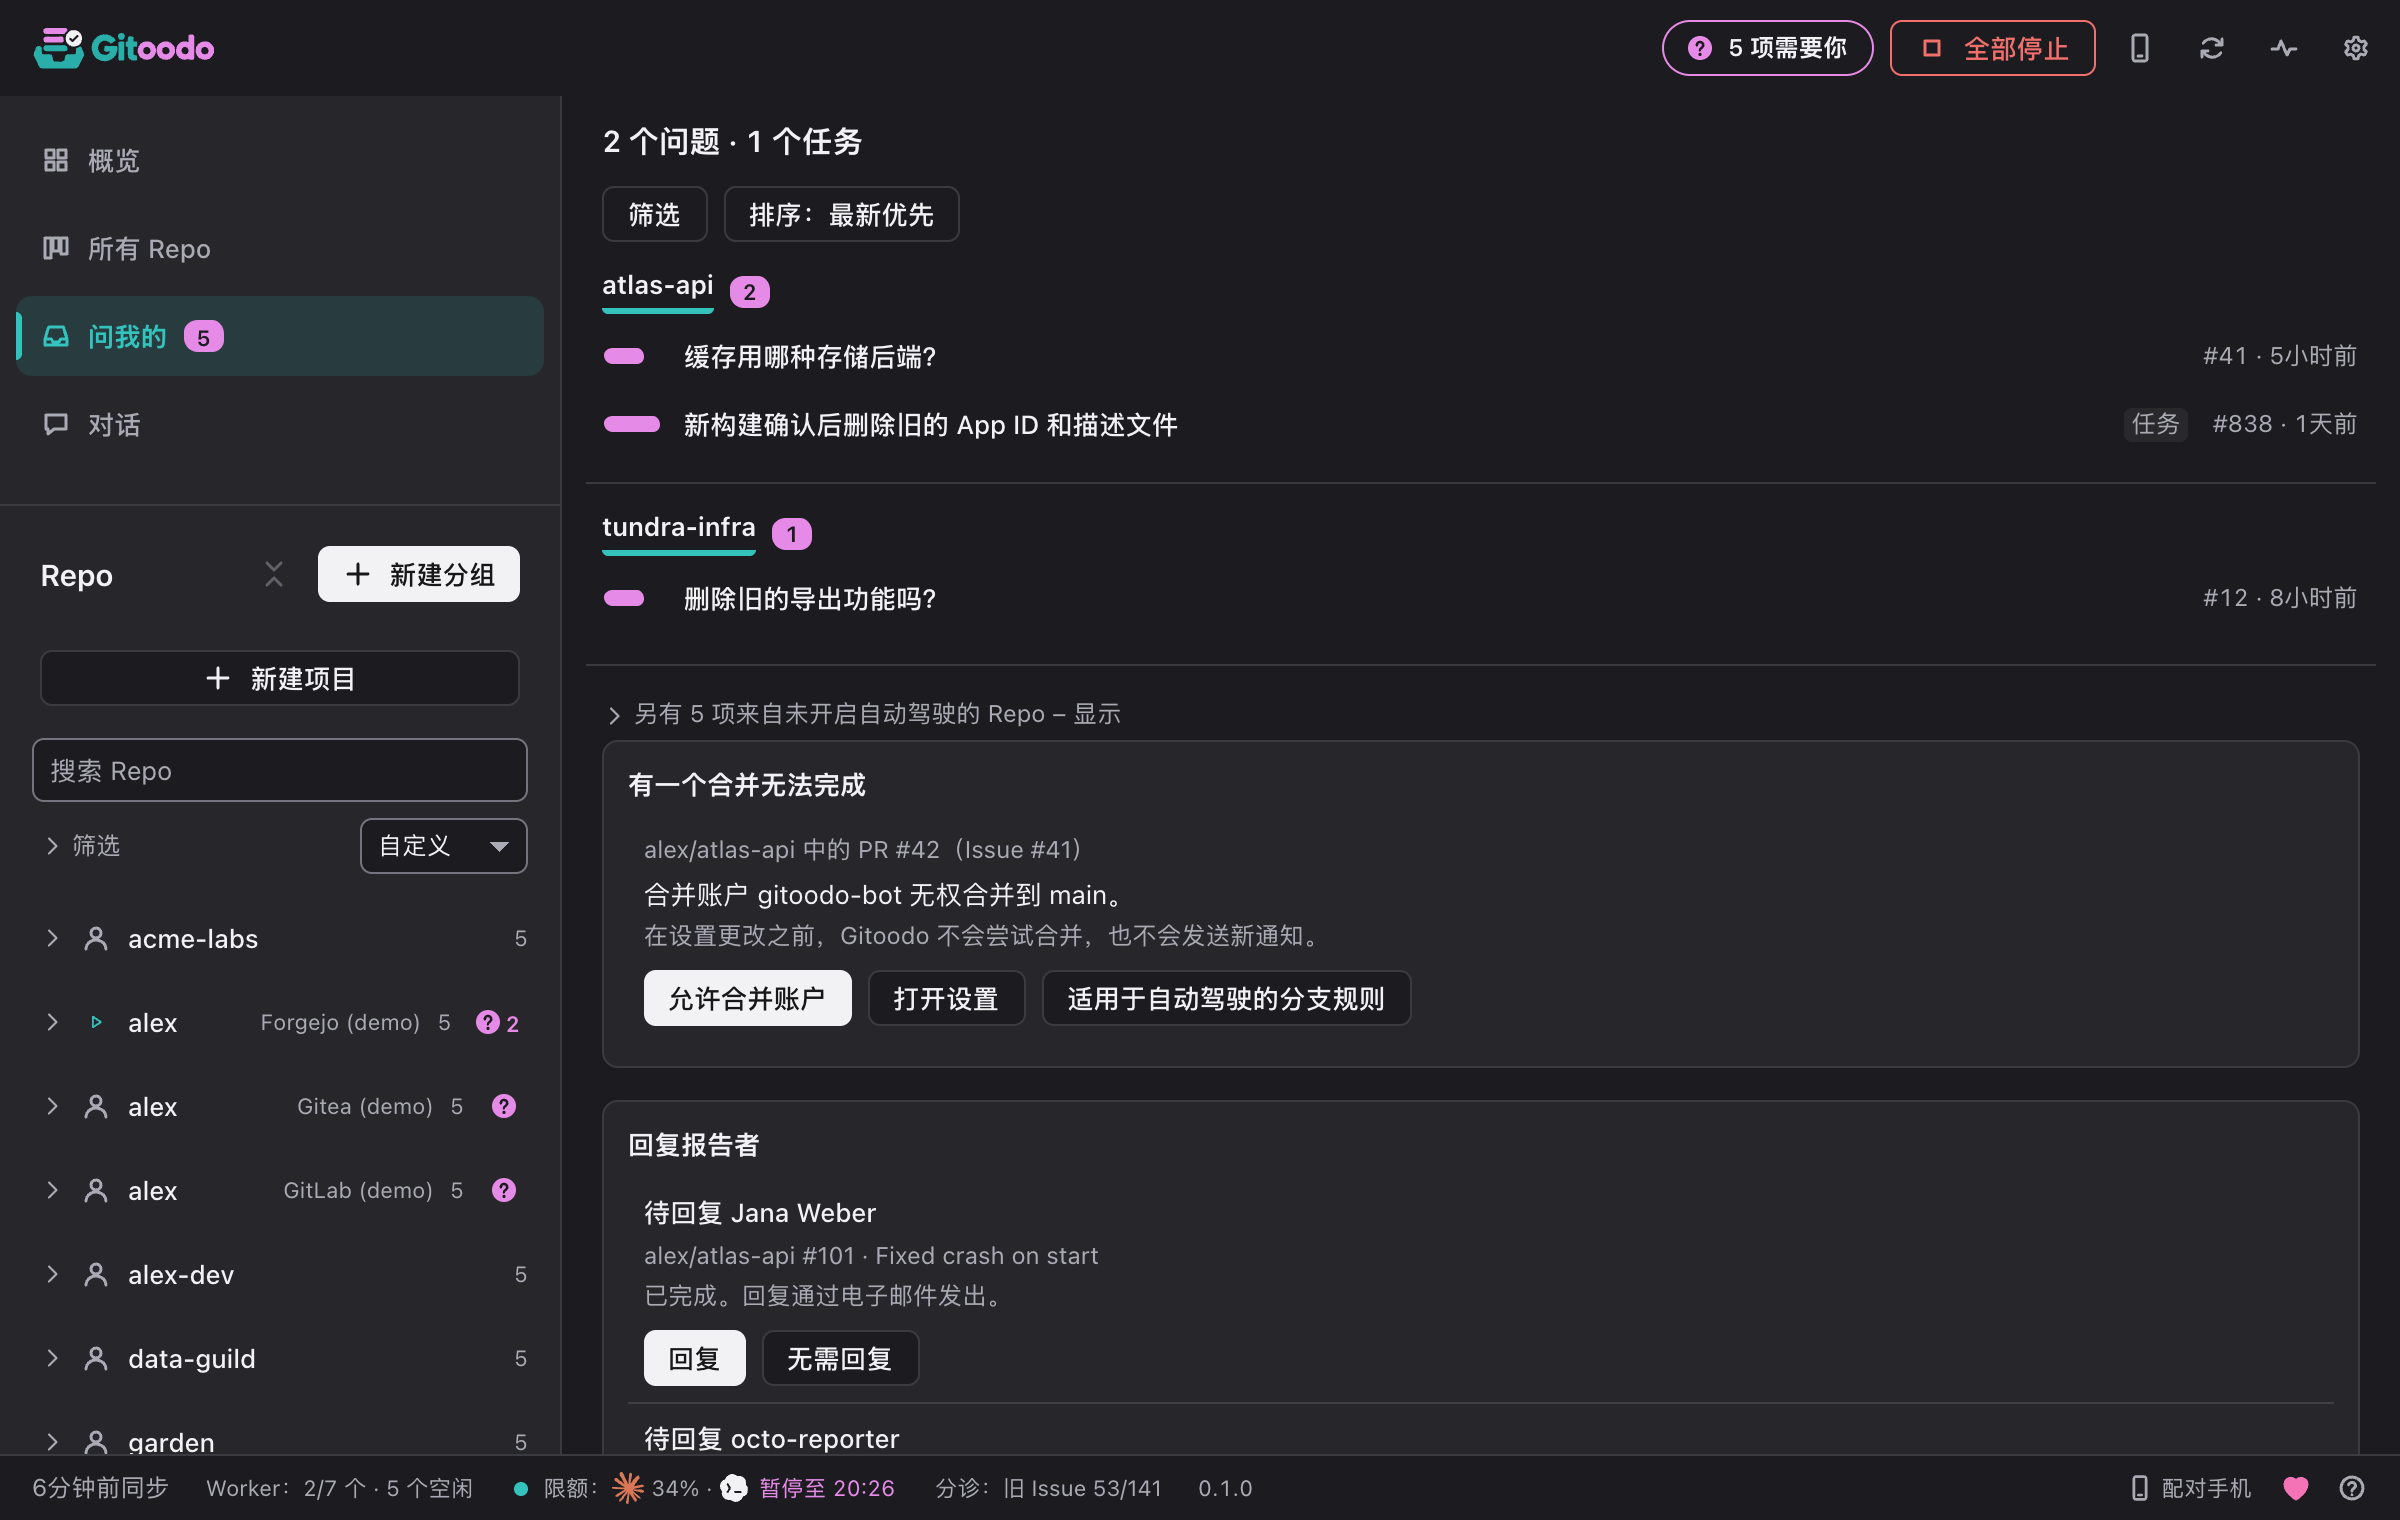 Gitoodo
5 项需要你
全部停止
概览
所有 Repo
问我的 5
对话
Repo
新建分组
新建项目
搜索 Repo
筛选
自定义
acme-labs 5
alex Forgejo (demo) 5 ? 2
alex Gitea (demo) 5 ?
alex GitLab (demo) 5 ?
alex-dev 5
data-guild 5
garden 5
2 个问题 · 1 个任务
筛选
排序：最新优先
atlas-api 2
缓存用哪种存储后端？ #41 · 5小时前
新构建确认后删除旧的 App ID 和描述文件 任务 #838 · 1天前
tundra-infra 1
删除旧的导出功能吗？ #12 · 8小时前
另有 5 项来自未开启自动驾驶的 Repo – 显示
有一个合并无法完成
alex/atlas-api 中的 PR #42（Issue #41）
合并账户 gitoodo-bot 无权合并到 main。
在设置更改之前，Gitoodo 不会尝试合并，也不会发送新通知。
允许合并账户
打开设置
适用于自动驾驶的分支规则
回复报告者
待回复 Jana Weber
alex/atlas-api #101 · Fixed crash on start
已完成。回复通过电子邮件发出。
回复
无需回复
待回复 octo-reporter
6分钟前同步
Worker：2/7 个 · 5 个空闲
限额： 34% · 暂停至 20:26
分诊：旧 Issue 53/141
0.1.0
配对手机